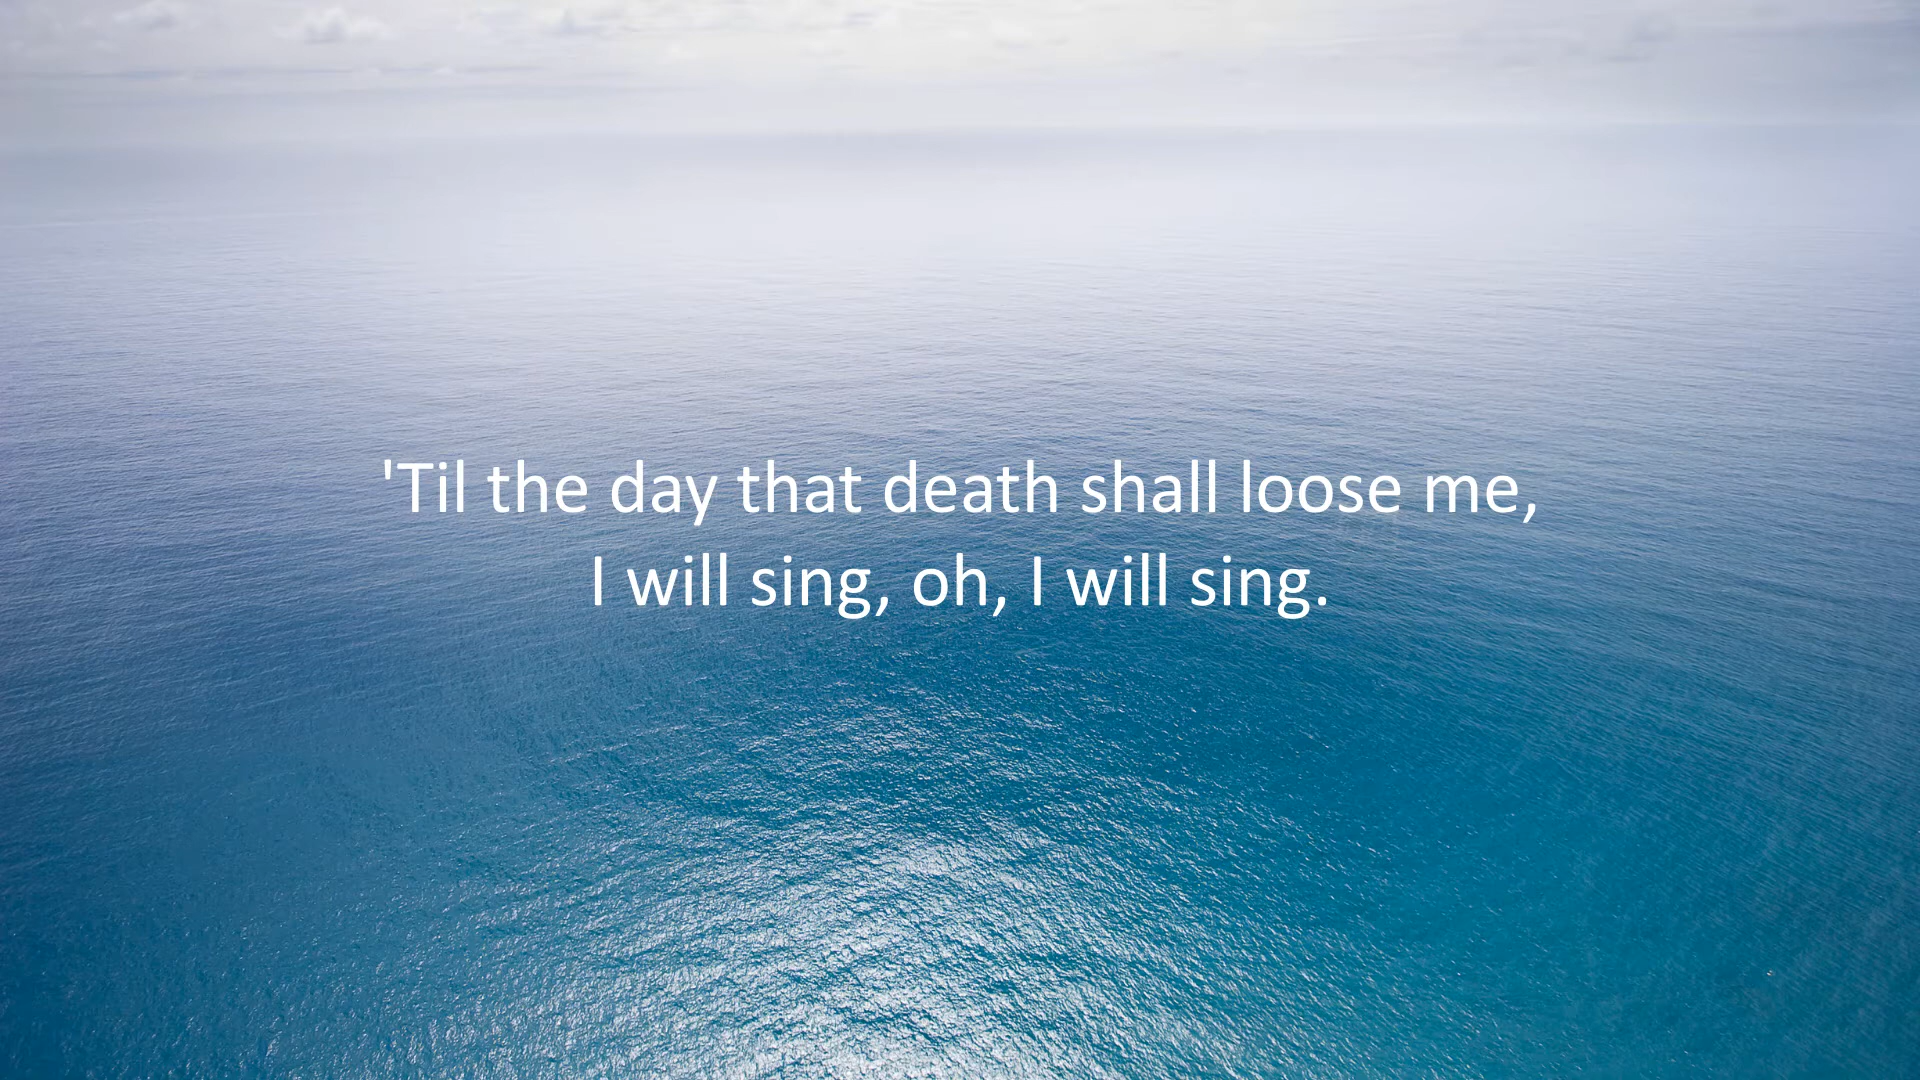 'Til the day that death shall loose me,
I will sing, oh, I will sing.